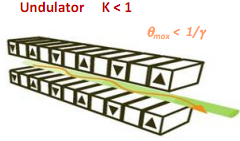 Undulator K < 1
θmax < 1/γ